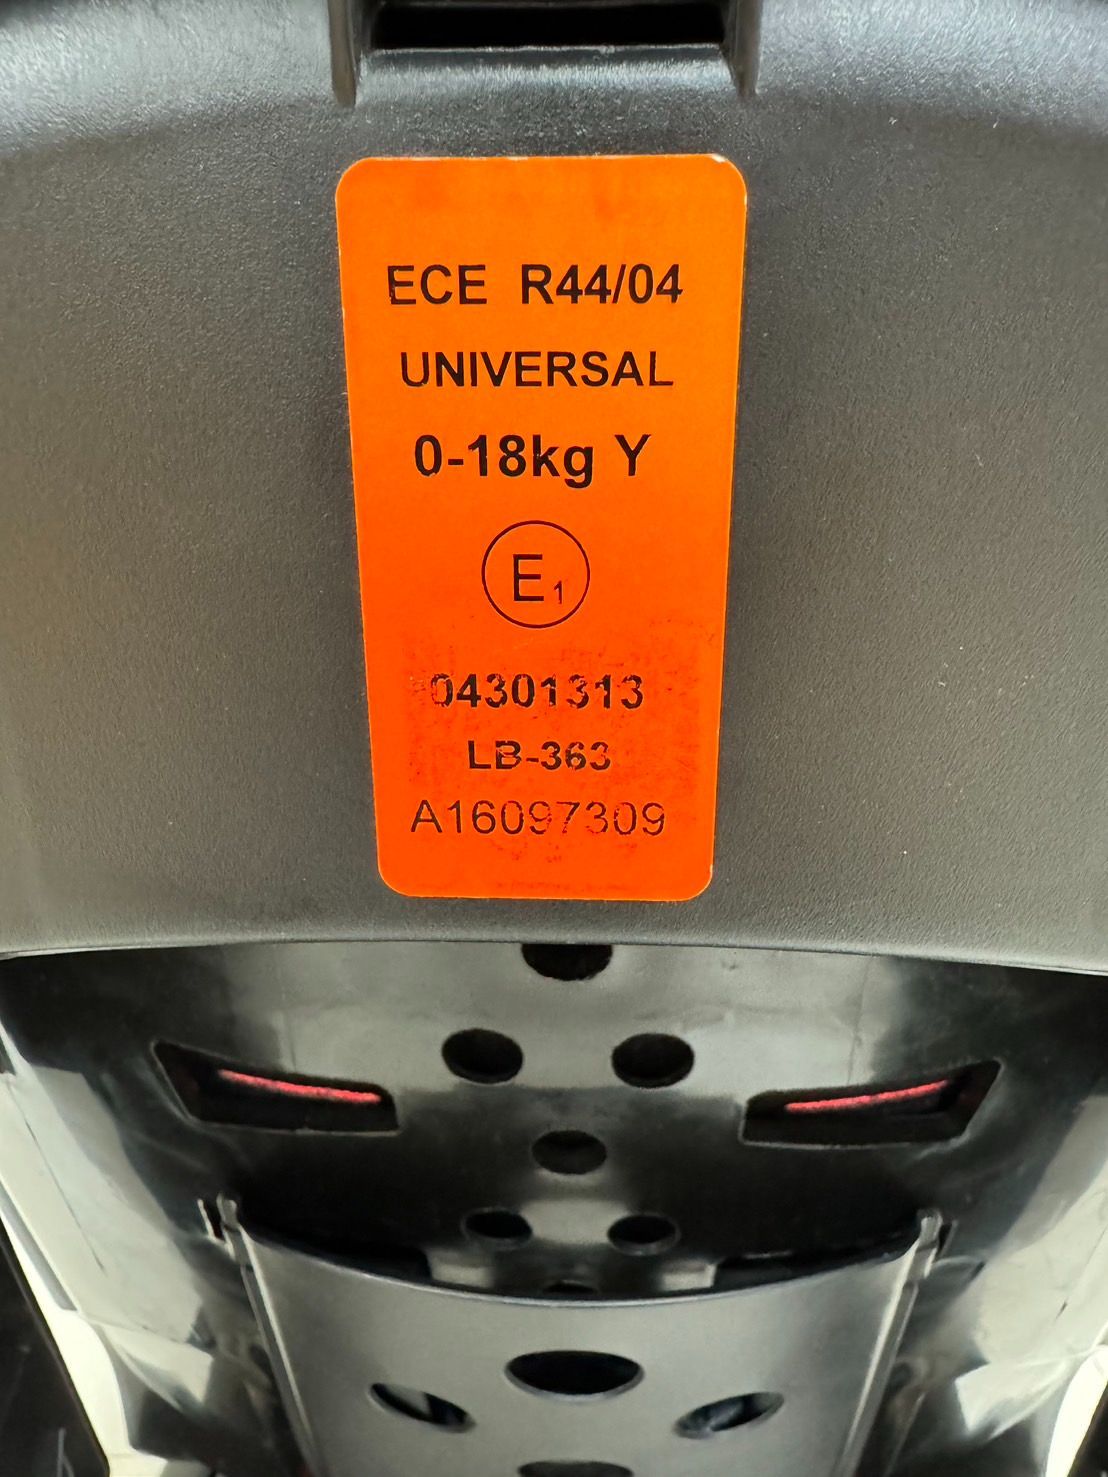 ECE R44/04
UNIVERSAL
0-18kg Y
E1
04301313
LB-363
A16097309